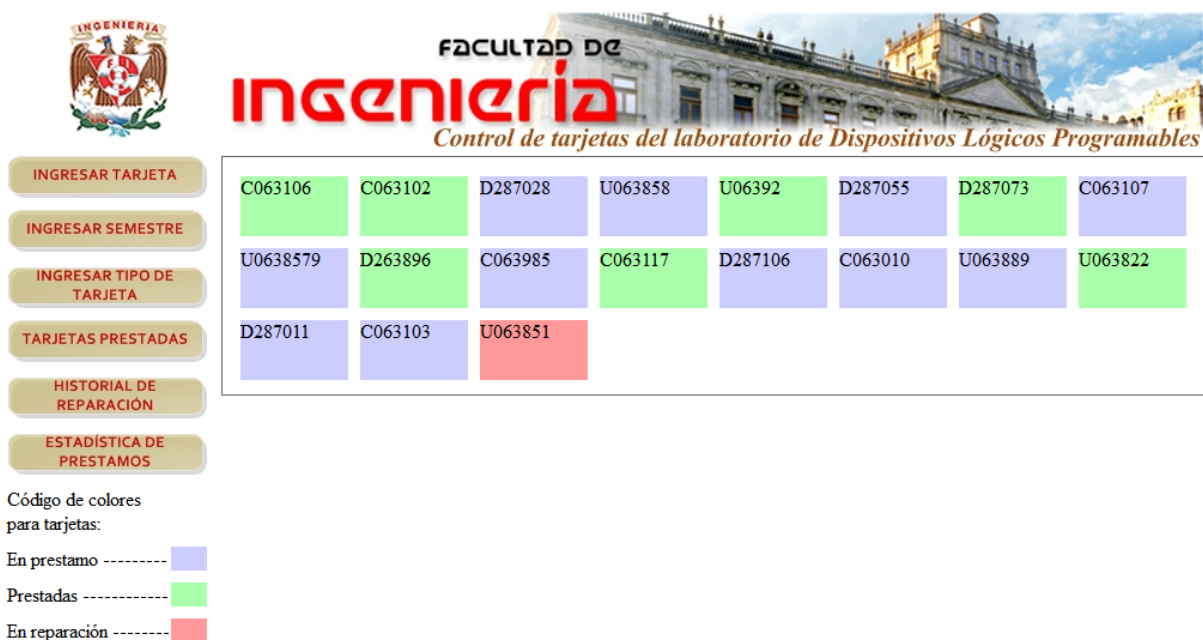 INGENIERIA
FACULTAD DE
INGENIERÍA
Control de tarjetas del laboratorio de Dispositivos Lógicos Programables
INGRESAR TARJETA
INGRESAR SEMESTRE
INGRESAR TIPO DE
TARJETA
TARJETAS PRESTADAS
HISTORIAL DE
REPARACIÓN
ESTADÍSTICA DE
PRESTAMOS
Código de colores
para tarjetas:
En prestamo ---------
Prestadas ------------
En reparación --------
C063106 C063102 D287028 U063858 U06392 D287055 D287073 C063107
U0638579 D263896 C063985 C063117 D287106 C063010 U063889 U063822
D287011 C063103 U063851